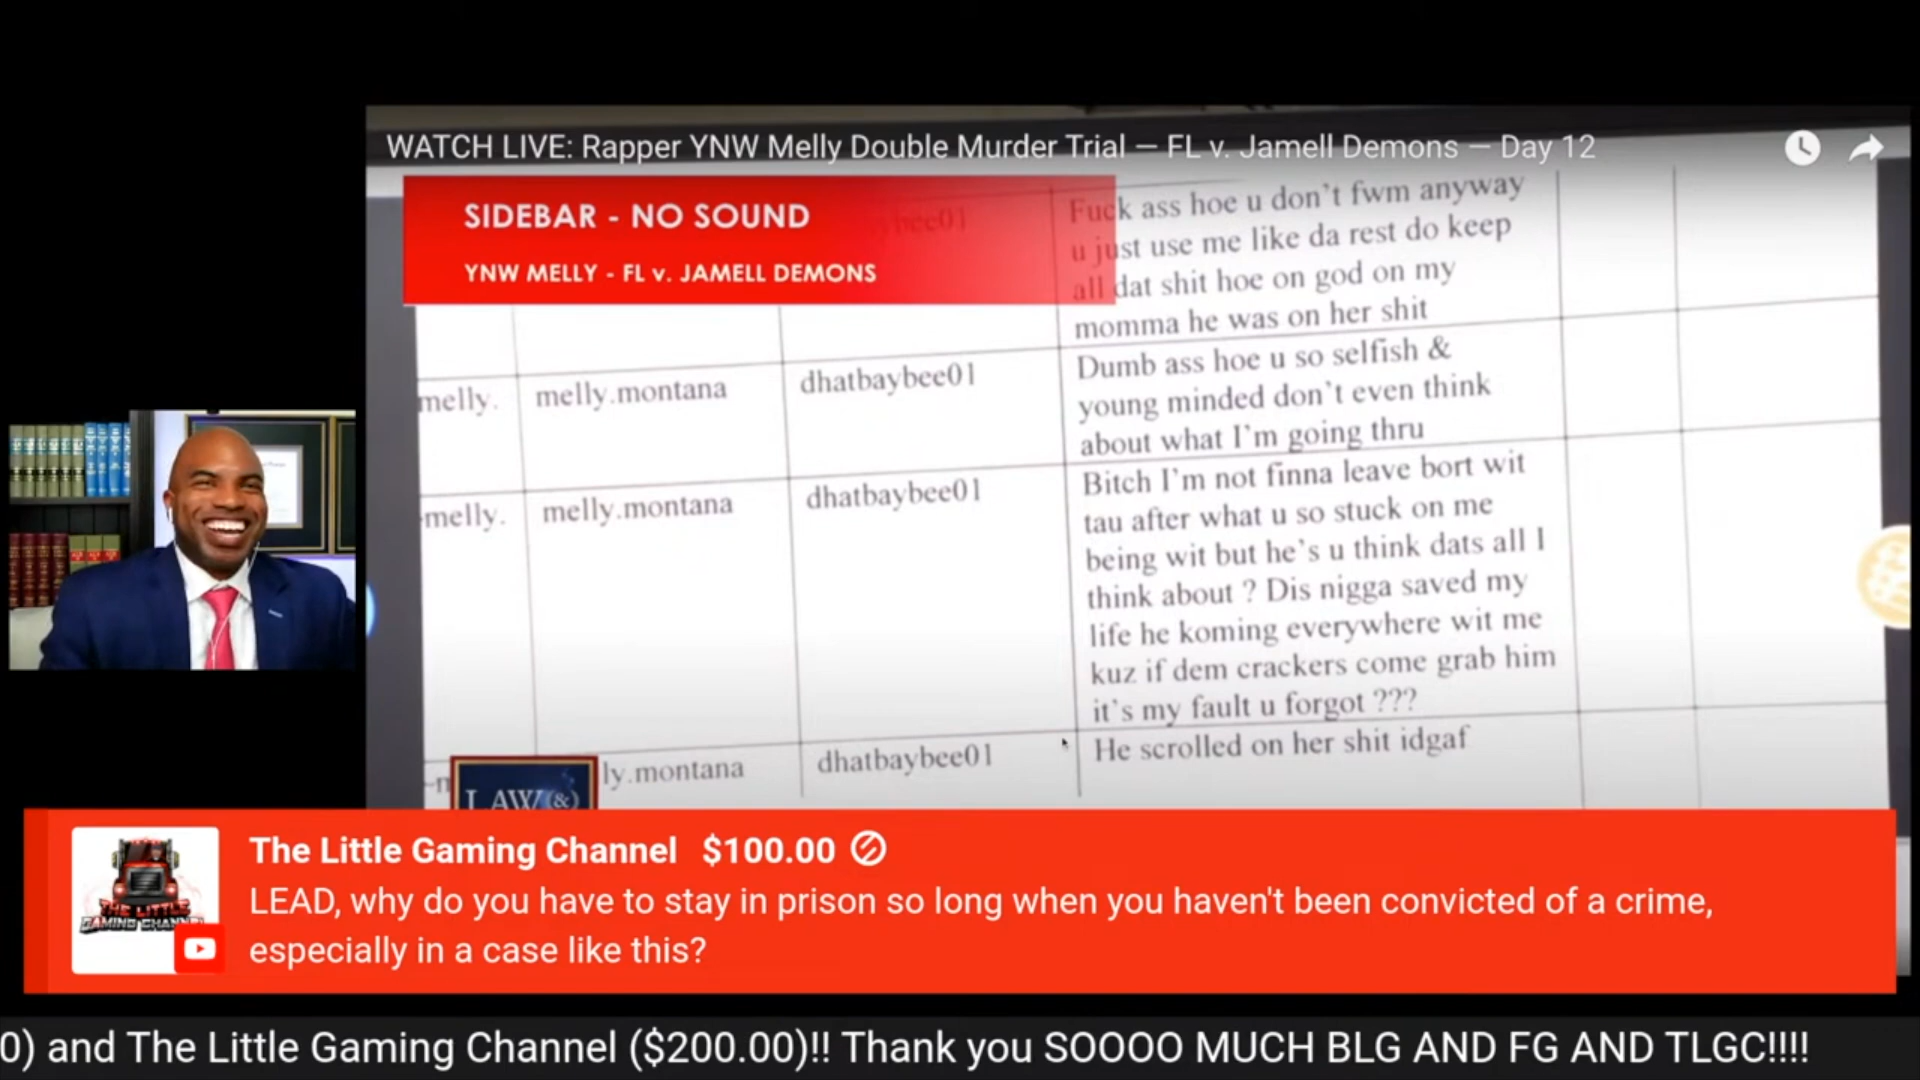 WATCH LIVE: Rapper YNW Melly Double Murder Trial — FL v. Jamell Demons — Day 12
SIDEBAR - NO SOUND
YNW MELLY - FL v. JAMELL DEMONS
Fuck ass hoe u don't fwm anyway
u just use me like da rest do keep
all dat shit hoe on god on my
momma he was on her shit
melly. melly.montana dhatbaybee01
Dumb ass hoe u so selfish &
young minded don't even think
about what I'm going thru
melly. melly.montana dhatbaybee01
Bitch I'm not finna leave bort wit
tau after what u so stuck on me
being wit but he's u think dats all I
think about ? Dis nigga saved my
life he koming everywhere wit me
kuz if dem crackers come grab him
it's my fault u forgot ???
ly.montana dhatbaybee01
He scrolled on her shit idgaf
LAW (&)
THE LITTLE
GAMING CHANNEL
The Little Gaming Channel $100.00
LEAD, why do you have to stay in prison so long when you haven't been convicted of a crime,
especially in a case like this?
0) and The Little Gaming Channel ($200.00)!! Thank you SOOOO MUCH BLG AND FG AND TLGC!!!!